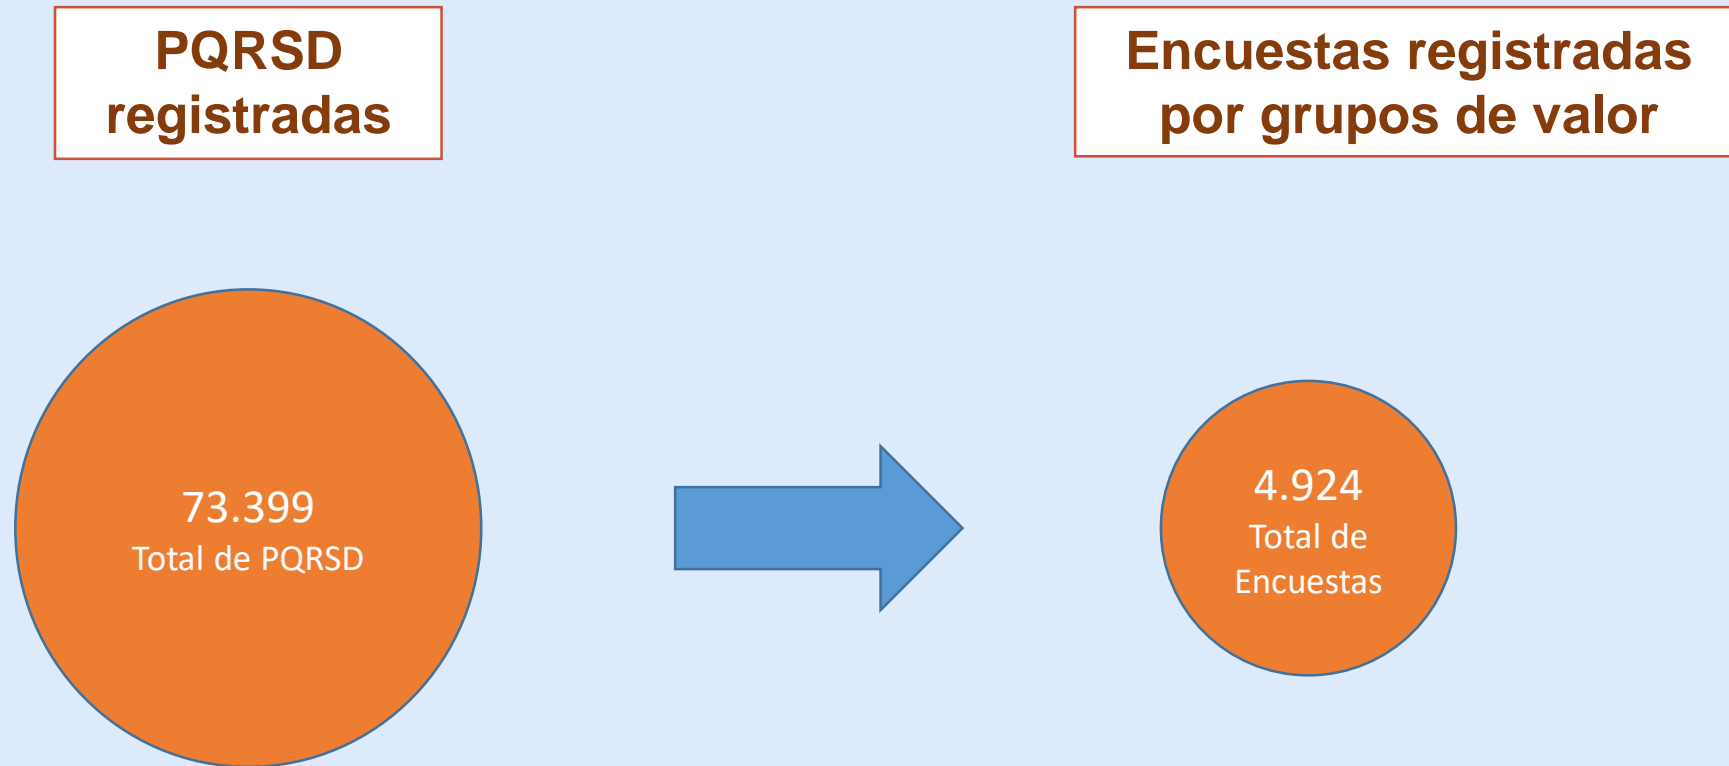 PQRSD
registradas
Encuestas registradas
por grupos de valor
73.399
Total de PQRSD
4.924
Total de
Encuestas